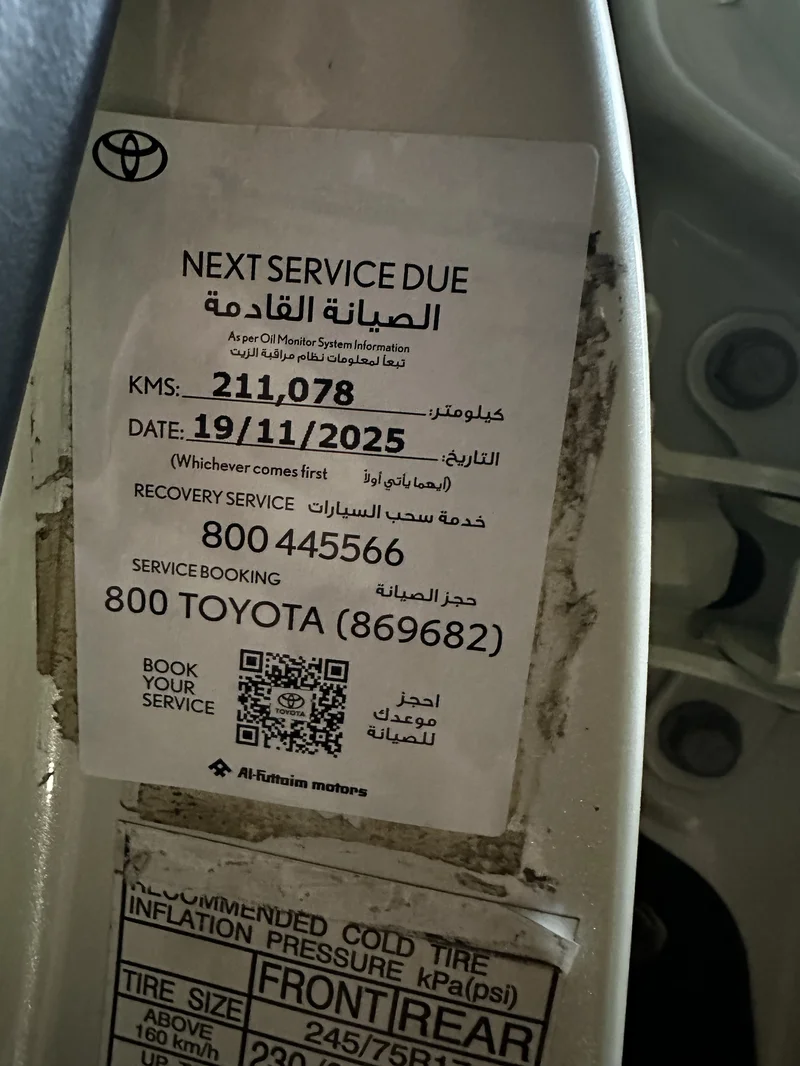 NEXT SERVICE DUE
الصيانة القادمة
As per Oil Monitor System Information
تبعاً لمعلومات نظام مراقبة الزيت
KMS: 211,078 كيلومتر:
DATE: 19/11/2025 التاريخ:
(Whichever comes first (أيهما يأتي أولاً
RECOVERY SERVICE خدمة سحب السيارات
800 445566
SERVICE BOOKING حجز الصيانة
800 TOYOTA (869682)
BOOK
YOUR
SERVICE
TOYOTA
احجز
موعدك
للصيانة
Al-Futtaim motors
RECOMMENDED COLD TIRE
INFLATION PRESSURE kPa(psi)
TIRE SIZE FRONT REAR
ABOVE
160 km/h
245/75R17
230
UP